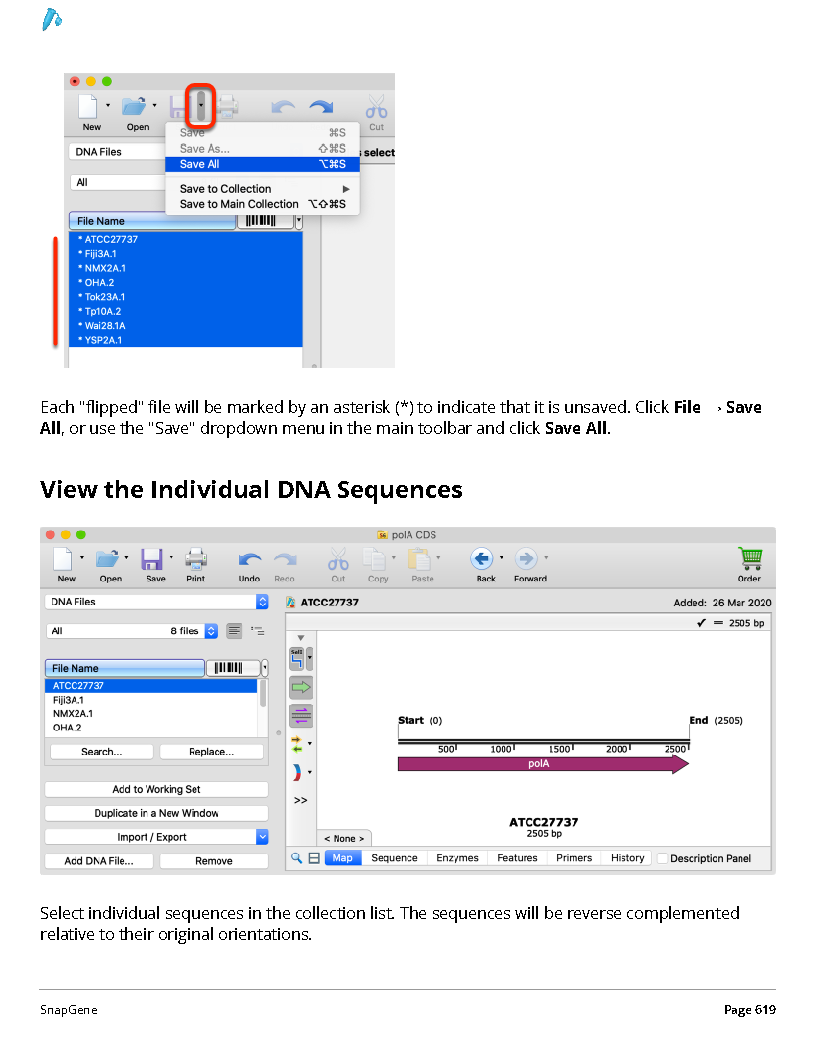 New
Open
Cut
Save ⌘S
Save As... ⇧⌘S
Save All ⌥⌘S
Save to Collection ▶
Save to Main Collection ⌥⇧⌘S
DNA Files
s select
All
File Name
* ATCC27737
* Fiji3A.1
* NMX2A.1
* OHA.2
* Tok23A.1
* Tp10A.2
* Wai28.1A
* YSP2A.1
Each "flipped" file will be marked by an asterisk (*) to indicate that it is unsaved. Click File → Save
All, or use the "Save" dropdown menu in the main toolbar and click Save All.
View the Individual DNA Sequences
polA CDS
New Open Save Print Undo Redo Cut Copy Paste Back Forward Order
DNA Files
ATCC27737 Added: 26 Mar 2020
All 8 files
✔ = 2505 bp
File Name
ATCC27737
Fiji3A.1
NMX2A.1
OHA.2
Search... Replace...
Add to Working Set
Duplicate in a New Window
Import / Export
Add DNA File... Remove
SalI
>>
Start (0) End (2505)
500 1000 1500 2000 2500
polA
ATCC27737
2505 bp
< None >
Map Sequence Enzymes Features Primers History Description Panel
Select individual sequences in the collection list. The sequences will be reverse complemented
relative to their original orientations.
SnapGene Page 619